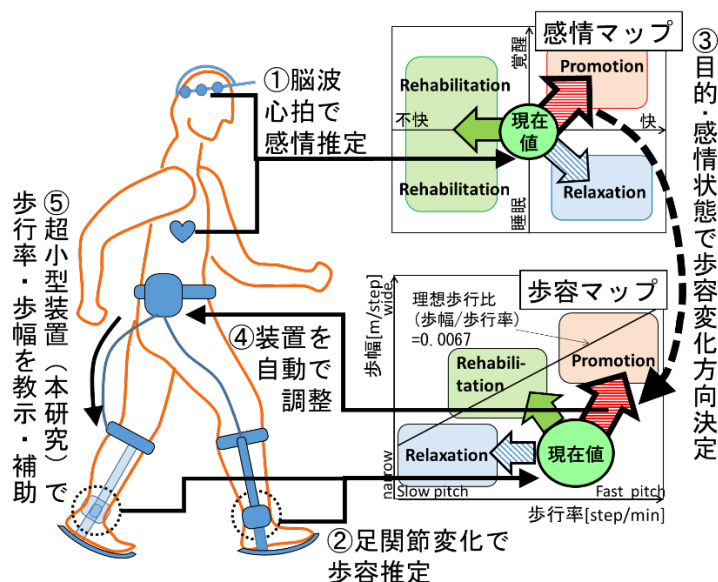 ①脳波
心拍で
感情推定
感情マップ
覚醒
睡眠
不快
快
Rehabilitation
Rehabilitation
Promotion
Relaxation
現在
値
③目的・感情状態で歩容変化方向決定
⑤超小型装置（本研究）で
歩行率・歩幅を教示・補助
④装置を
自動で
調整
歩容マップ
理想歩行比
（歩幅/歩行率）
=0.0067
歩幅[m/step]
wide
narrow
Rehabili-
tation
Promotion
Relaxation
現在値
Slow pitch
Fast pitch
歩行率[step/min]
②足関節変化で
歩容推定